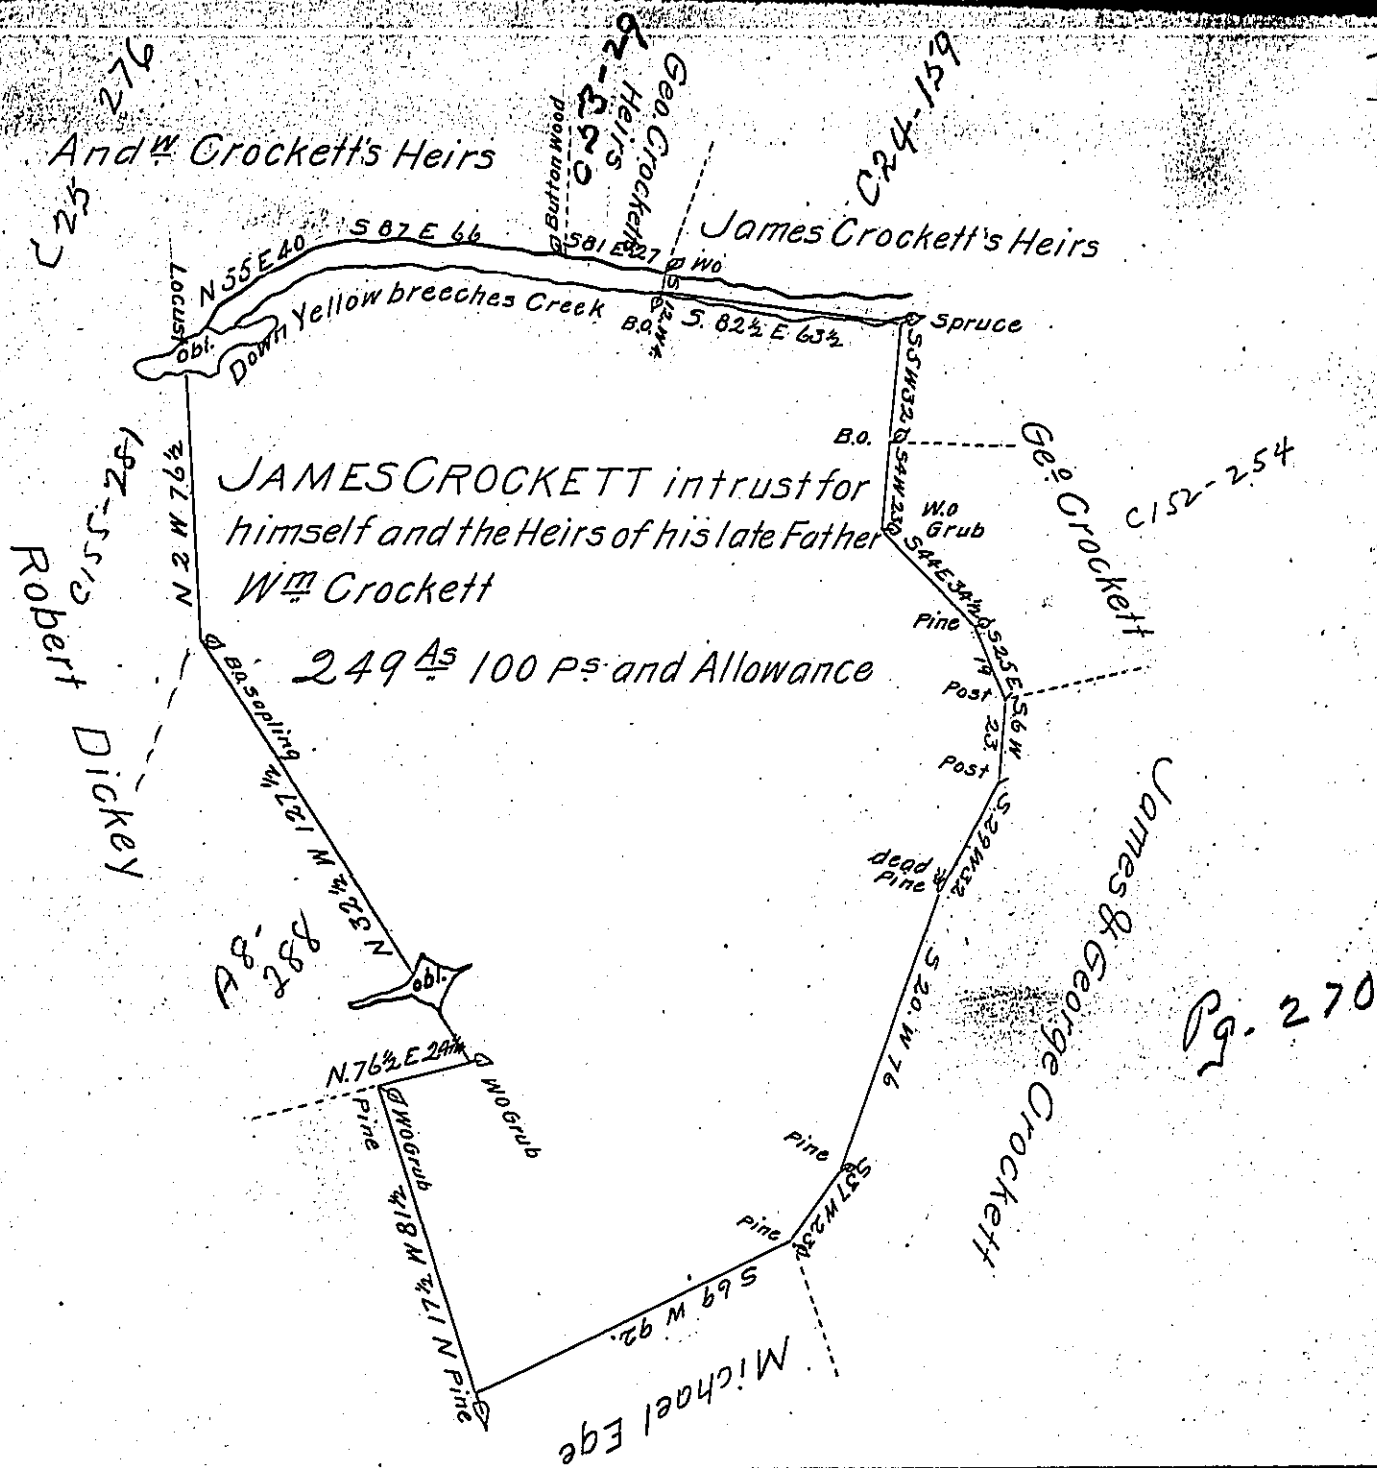 C25 276
And.w Crockett's Heirs
Button Wood
C53-29
Geo. Crockett
Heirs
C24-159
James Crockett's Heirs
Locust
N 55 E 40
S 87 E 66
S 81 E 27
WO
obl.
Down Yellow breeches Creek
B.O.
S 12 W 4.
S. 82½ E 63½
Spruce
S 5 W 32
B.O.
S 4 W 23
W.O
Grub
Geo Crockett
C152-254
S 44 E 34½
Pine
S 25 E
19
Post
S 6 W
23.
Post
S. 29 W 32
dead
Pine
James & George Crockett
Pg. 270
S 20. W 76
Pine
S 37 W 23
Pine
S 69 W 92.
Michael Ege
Pine
N 17½ W 81½
WO Grub
Pine
N. 76½ E 24
WO Grub
obl.
N 32½ W 127½
B.O. Sapling
A 8.
288
Robert Dickey
C155-281
N 2 W 67½
JAMES CROCKETT in trust for
himself and the Heirs of his late Father
Wm Crockett
249 As 100 Ps. and Allowance